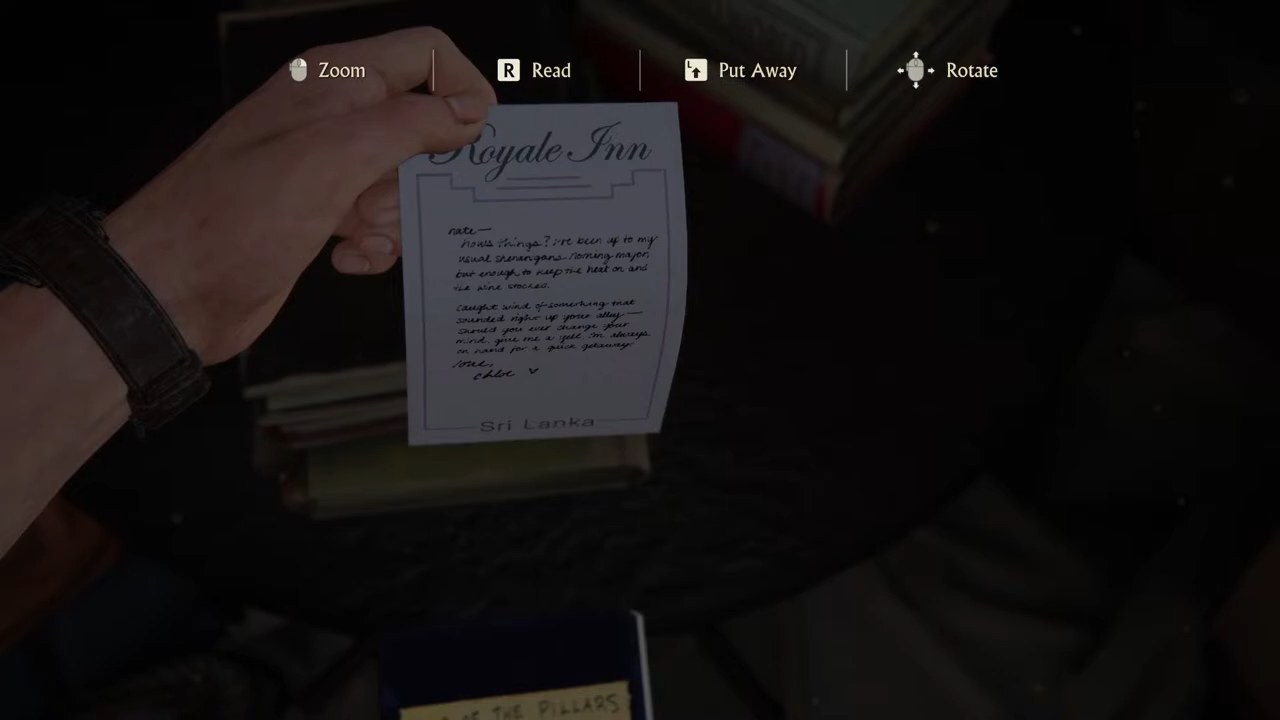 Zoom
R Read
L Put Away
Rotate
Royale Inn
nate—
hows things? I've been up to my
usual shenanigans. Nothing major,
but enough to keep the heat on and
the wine stocked.
Caught wind of something that
sounded right up your alley—
should you ever change your
mind, give me a yell. I'm always
on hand for a quick getaway.
love,
chloe
Sri Lanka
OF THE PILLARS